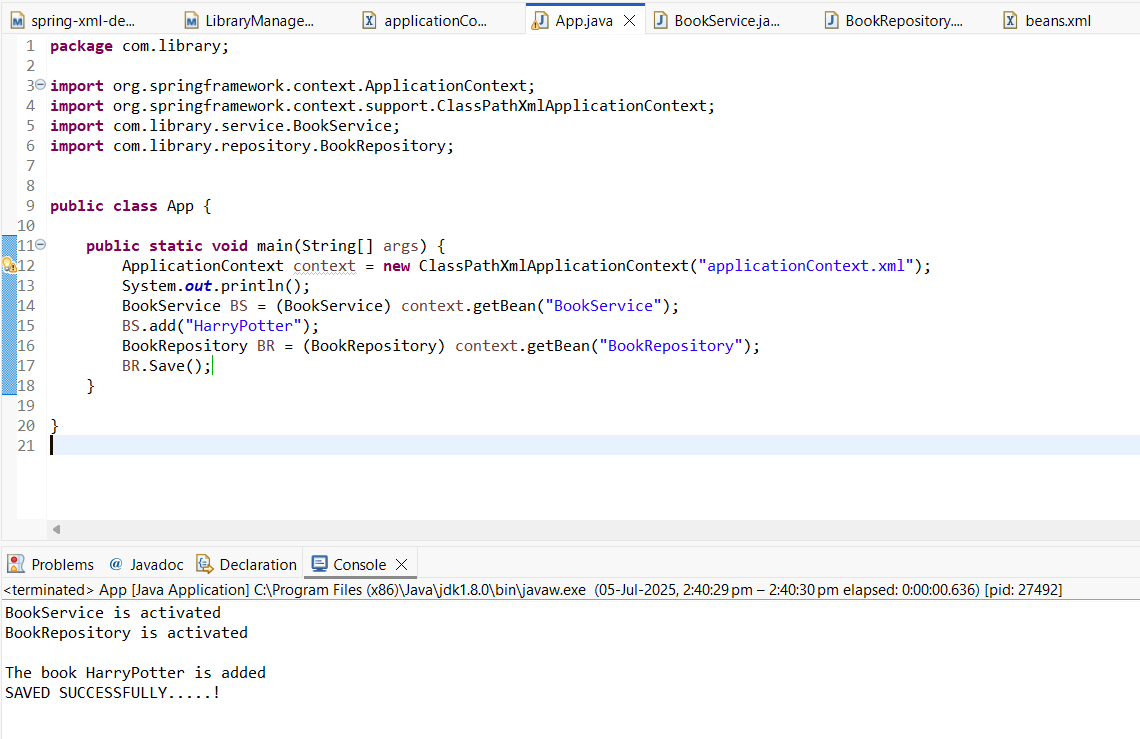 spring-xml-de...
LibraryManage...
applicationCo...
App.java
BookService.ja...
BookRepository....
beans.xml
1 package com.library;
2
3 import org.springframework.context.ApplicationContext;
4 import org.springframework.context.support.ClassPathXmlApplicationContext;
5 import com.library.service.BookService;
6 import com.library.repository.BookRepository;
7
8
9 public class App {
10
11     public static void main(String[] args) {
12         ApplicationContext context = new ClassPathXmlApplicationContext("applicationContext.xml");
13         System.out.println();
14         BookService BS = (BookService) context.getBean("BookService");
15         BS.add("HarryPotter");
16         BookRepository BR = (BookRepository) context.getBean("BookRepository");
17         BR.Save();
18     }
19
20 }
21
Problems @ Javadoc Declaration Console
<terminated> App [Java Application] C:\Program Files (x86)\Java\jdk1.8.0\bin\javaw.exe (05-Jul-2025, 2:40:29 pm – 2:40:30 pm elapsed: 0:00:00.636) [pid: 27492]
BookService is activated
BookRepository is activated

The book HarryPotter is added
SAVED SUCCESSFULLY.....!